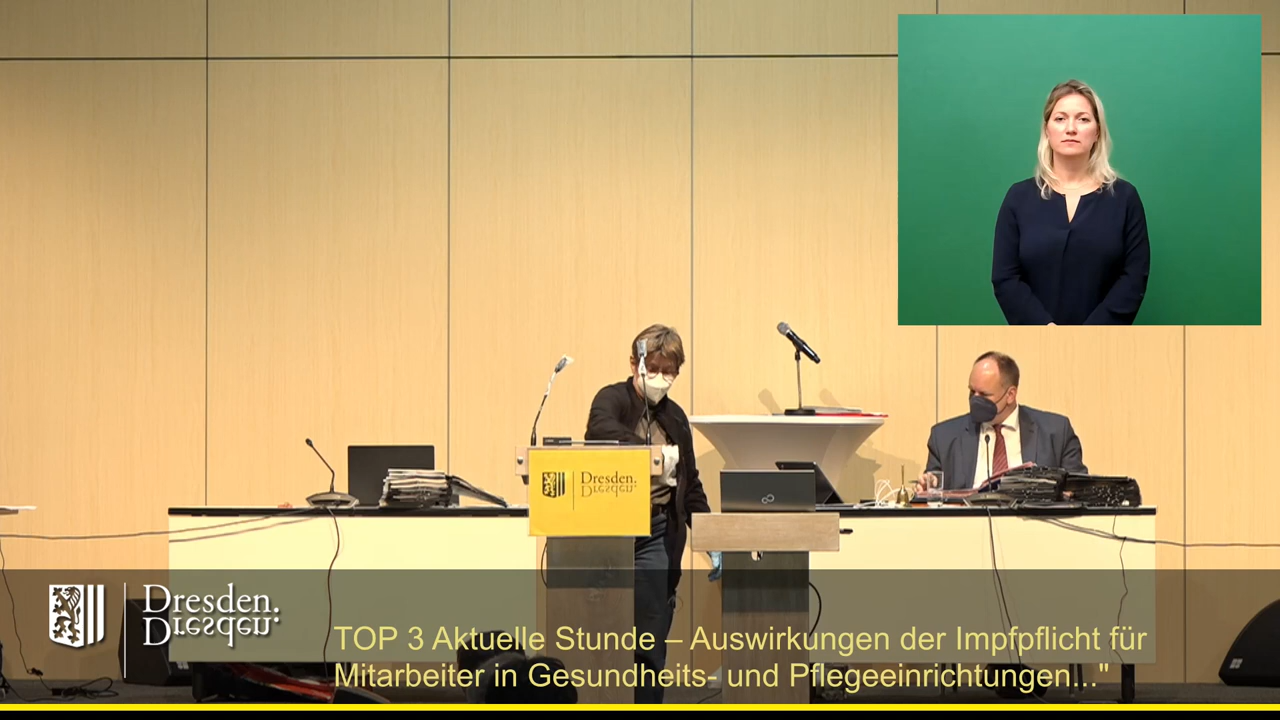 Dresden.
Dresden.
Dresden.
Dresden.
TOP 3 Aktuelle Stunde – Auswirkungen der Impfpflicht für
Mitarbeiter in Gesundheits- und Pflegeeinrichtungen..."